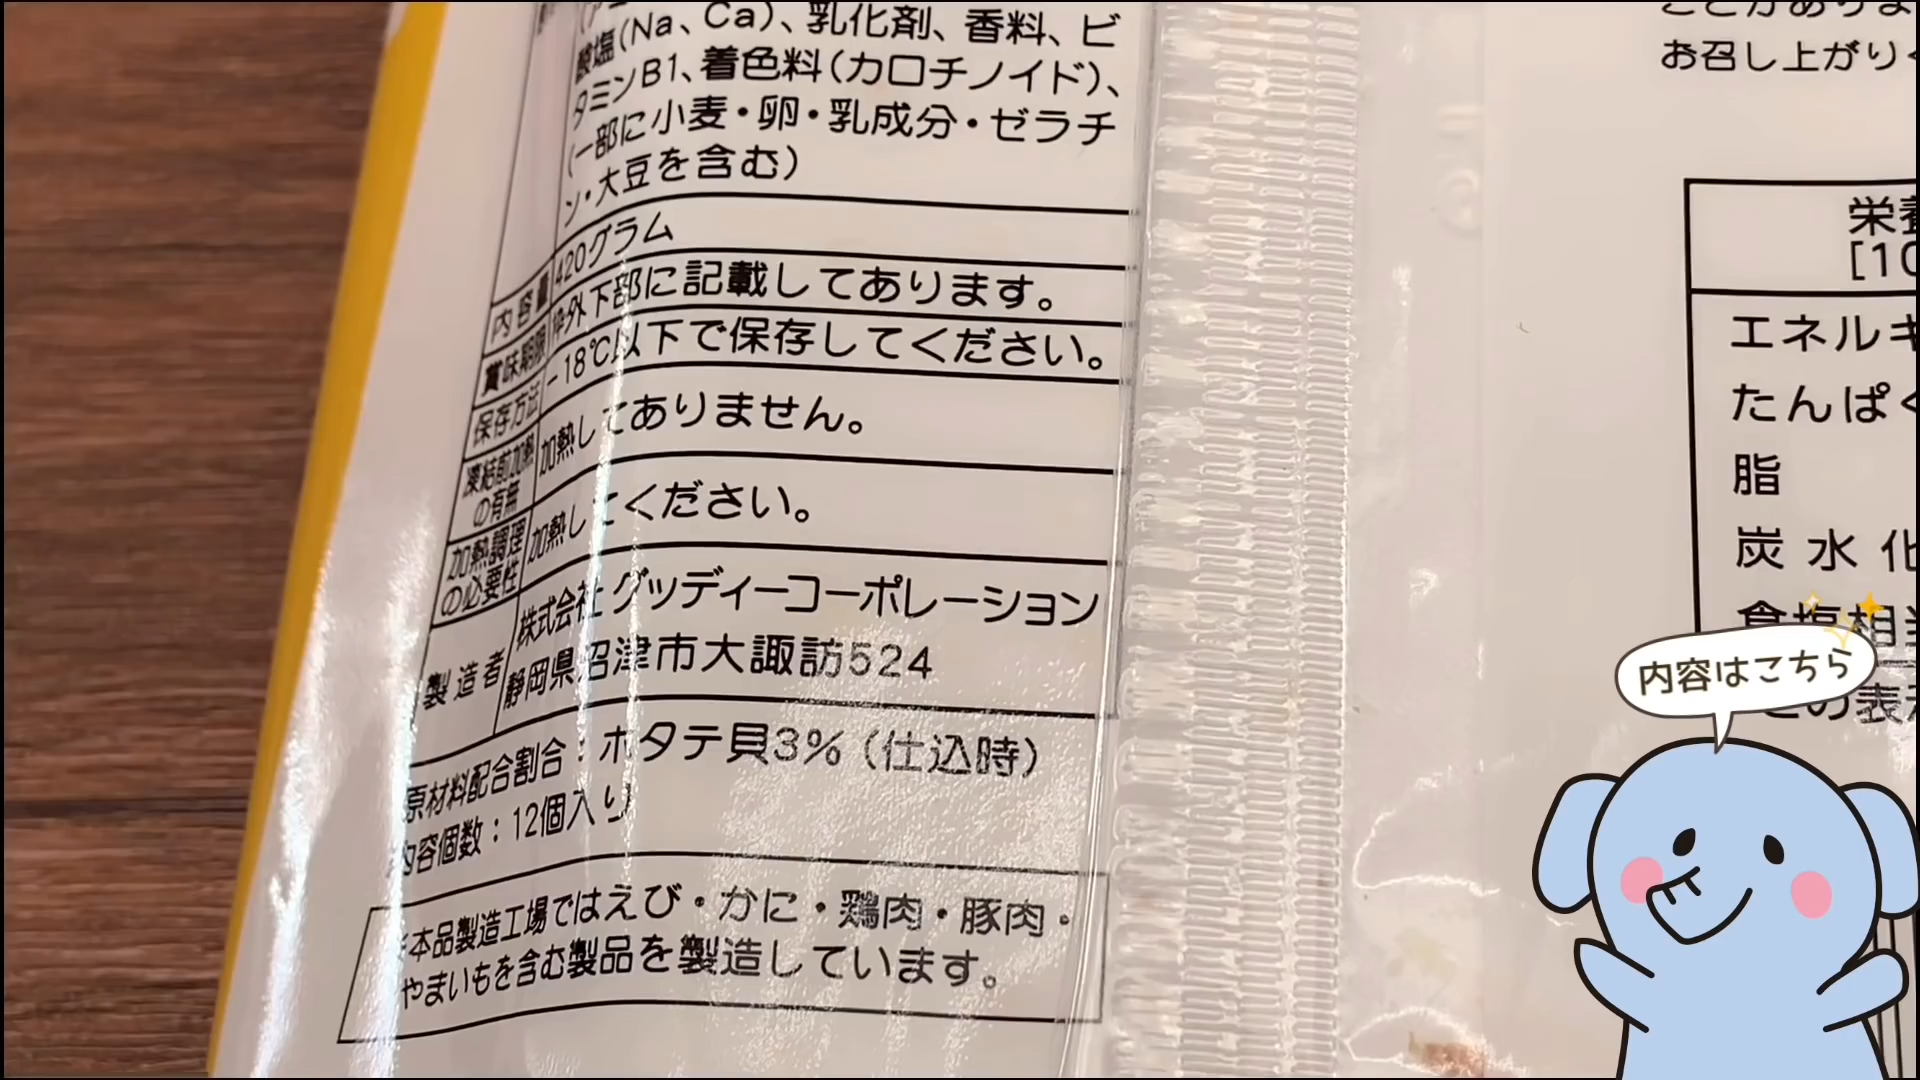 酸塩(Na、Ca)、乳化剤、香料、ビ
タミンB1、着色料(カロチノイド)、
(一部に小麦・卵・乳成分・ゼラチ
ン・大豆を含む)
内容量 420グラム
賞味期限 枠外下部に記載してあります。
保存方法 -18℃以下で保存してください。
凍結前加熱
の有無 加熱してありません。
加熱調理
の必要性 加熱してください。
製造者 株式会社グッディーコーポレーション
静岡県沼津市大諏訪524
原材料配合割合:ホタテ貝3%(仕込時)
内容個数:12個入り
※本品製造工場ではえび・かに・鶏肉・豚肉・
やまいもを含む製品を製造しています。
お召し上がり
栄養
[10
エネルギ
たんぱく
脂
炭水化
食塩相当
この表示
内容はこちら